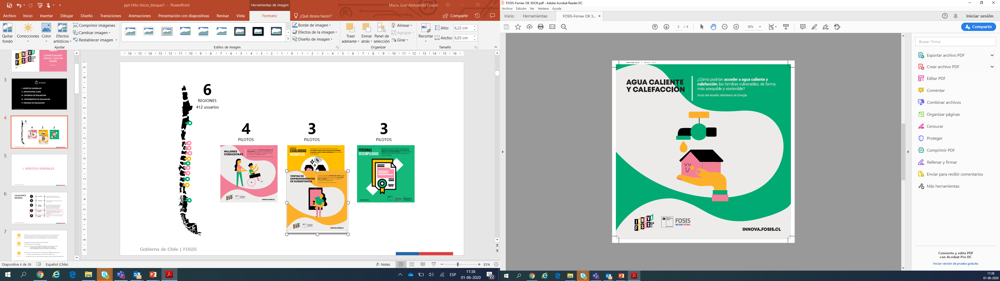 ppt Hito Inicio_bloque1 - PowerPoint
Herramientas de imagen
Maria Jose Alessandri Cruzat
Archivo
Inicio
Insertar
Dibujar
Diseño
Transiciones
Animaciones
Presentación con diapositivas
Revisar
Vista
Formato
¿Qué desea hacer?
Compartir
Quitar fondo
Correcciones
Color
Efectos artísticos
Comprimir imágenes
Cambiar imagen
Restablecer imagen
Ajustar
Estilos de imagen
Borde de imagen
Efectos de la imagen
Diseño de imagen
Traer adelante
Enviar atrás
Panel de selección
Alinear
Agrupar
Girar
Organizar
Recortar
Alto: 6,22 cm
Ancho: 6,03 cm
Tamaño
INNOVA FOSIS
Comité Evaluador
Central y Socio del
Desafío
3
I. ASPECTOS GENERALES
II. DEFINICIONES CLAVE
III. CRITERIOS DE EVALUACIÓN
III. INSTRUMENTOS DE EVALUACIÓN
V. PROCESO DE EVALUACIÓN
4
5
I. ASPECTOS GENERALES
6
CALENDARIO
GENERAL
7
6
REGIONES
412 usuarios
4
PILOTOS
3
PILOTOS
3
PILOTOS
MUJERES
CUIDADORAS
INNOVA.FOSIS.CL
ESCOLARIDAD
INCOMPLETA
VENTAS DE
EMPRENDIMIENTOS
DE SUBSISTENCIA
INNOVA.FOSIS.CL
PERSONAS
DESEMPLEADAS
Gobierno de Chile | FOSIS
Diapositiva 4 de 36
Español (Chile)
Notas
83%
ESP
11:38
01-06-2020
22
FOSIS-Fomex OK 30X30.pdf - Adobe Acrobat Reader DC
Archivo Edición Ver Ventana Ayuda
Inicio
Herramientas
FOSIS-Fomex OK 3...
Iniciar sesión
3 / 4
50%
Compartir
AGUA CALIENTE
Y CALEFACCIÓN
¿Cómo podrían acceder a agua caliente y
calefacción, las familias vulnerables, de forma
más asequible y sostenible?
Socio del desafío: Ministerio de Energía
INNOVA FOSIS
FOSIS
MEJOR FUTURO
INNOVA.FOSIS.CL
Buscar 'Firma'
Exportar archivo PDF
Crear archivo PDF
Editar PDF
Comentar
Combinar archivos
Organizar páginas
Censurar
Proteger
Comprimir PDF
Rellenar y firmar
Enviar para recibir comentarios
Más herramientas
Convierte y edita PDF
con Acrobat Pro DC
Iniciar versión de prueba gratuita
11:38
01-06-2020